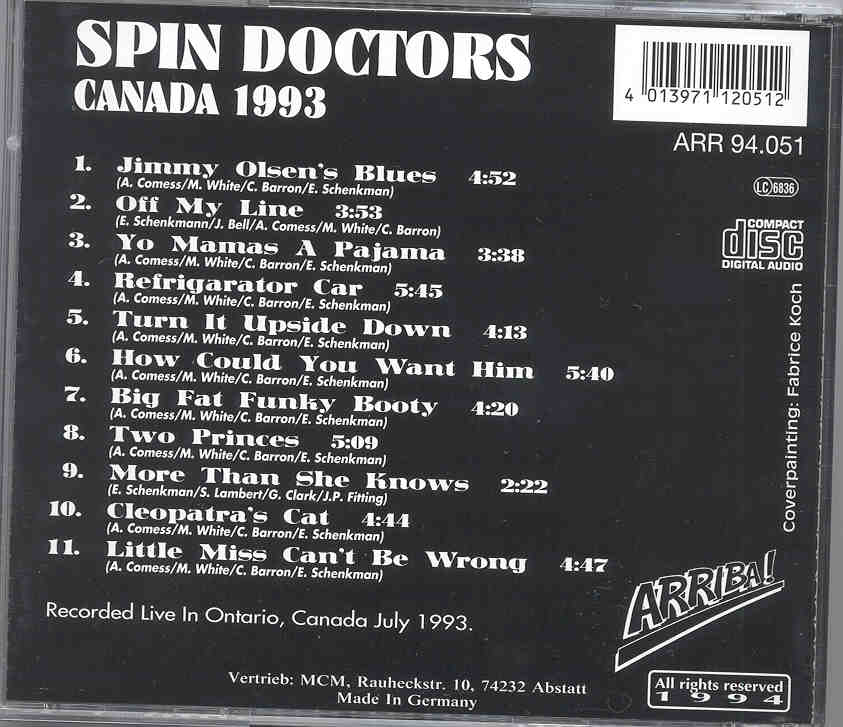 SPIN DOCTORS
CANADA 1993
4 013971 120512
ARR 94.051
LC 6836
COMPACT
disc
DIGITAL AUDIO
1. Jimmy Olsen's Blues 4:52
(A. Comess/M. White/C. Barron/E. Schenkman)
2. Off My Line 3:53
(E. Schenkmann/J. Bell/A. Comess/M. White/C. Barron)
3. Yo Mamas A Pajama 3:38
(A. Comess/M. White/C. Barron/E. Schenkman)
4. Refrigarator Car 5:45
(A. Comess/M. White/C. Barron/E. Schenkman)
5. Turn It Upside Down 4:13
(A. Comess/M. White/C. Barron/E. Schenkman)
6. How Could You Want Him 5:40
(A. Comess/M. White/C. Barron/E. Schenkman)
7. Big Fat Funky Booty 4:20
(A. Comess/M. White/C. Barron/E. Schenkman)
8. Two Princes 5:09
(A. Comess/M. White/C. Barron/E. Schenkman)
9. More Than She Knows 2:22
(E. Schenkman/S. Lambert/G. Clark/J.P. Fitting)
10. Cleopatra's Cat 4:44
(A. Comess/M. White/C. Barron/E. Schenkman)
11. Little Miss Can't Be Wrong 4:47
(A. Comess/M. White/C. Barron/E. Schenkman)
Coverpainting: Fabrice Koch
Recorded Live In Ontario, Canada July 1993.
ARRIBA!
Vertrieb: MCM, Rauheckstr. 10, 74232 Abstatt
Made In Germany
All rights reserved
1994